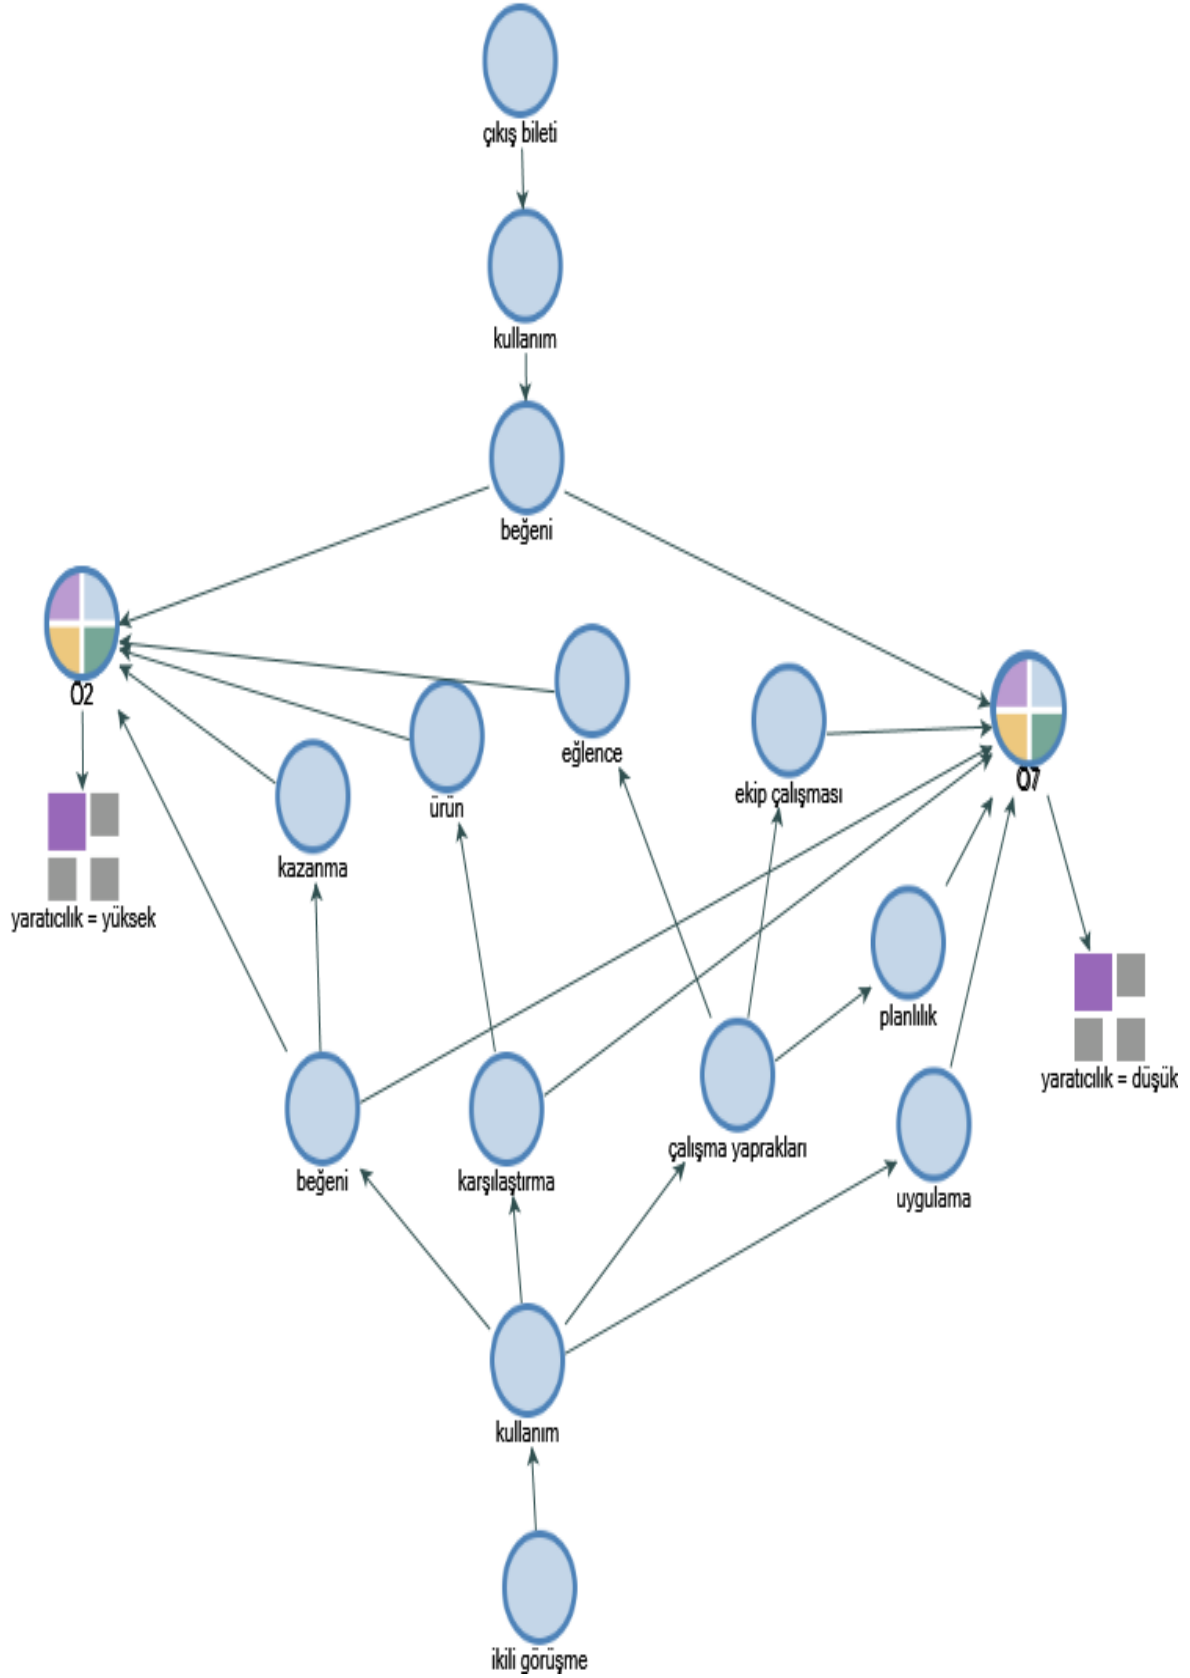 çıkış bileti
kullanım
beğeni
Ö2
eğlence
ekip çalışması
Ö7
ürün
kazanma
yaratıcılık = yüksek
planlılık
yaratıcılık = düşük
çalışma yaprakları
beğeni
karşılaştırma
uygulama
kullanım
ikili görüşme